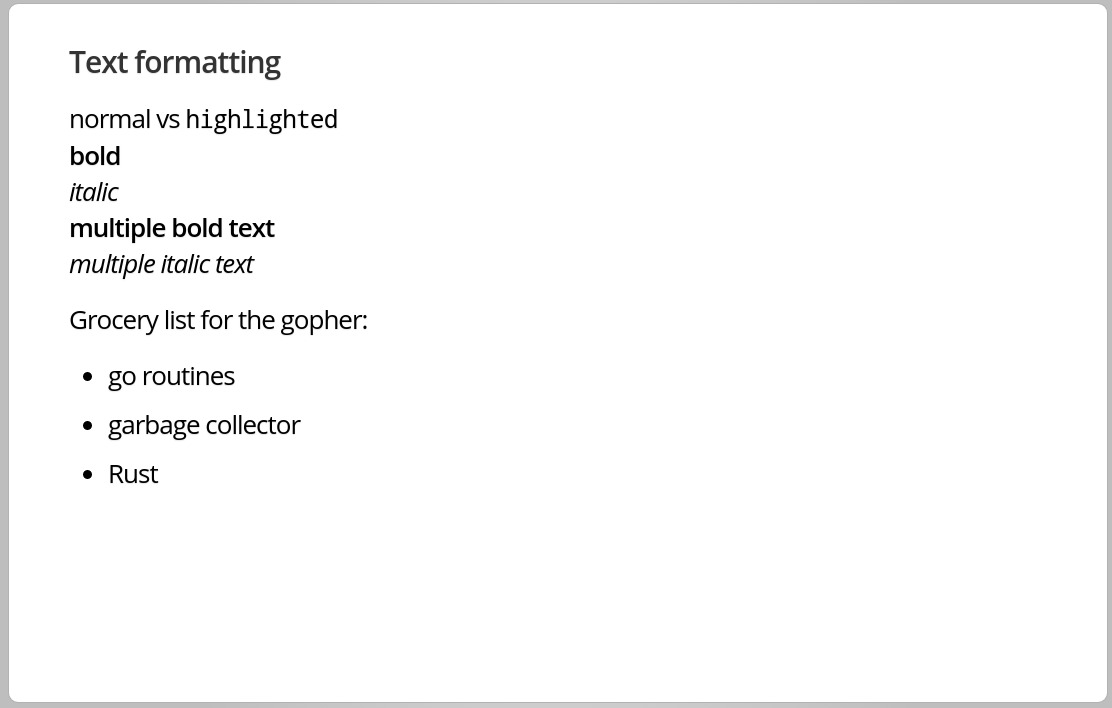 Text formatting
normal vs highlighted
bold
italic
multiple bold text
multiple italic text
Grocery list for the gopher:
• go routines
• garbage collector
• Rust